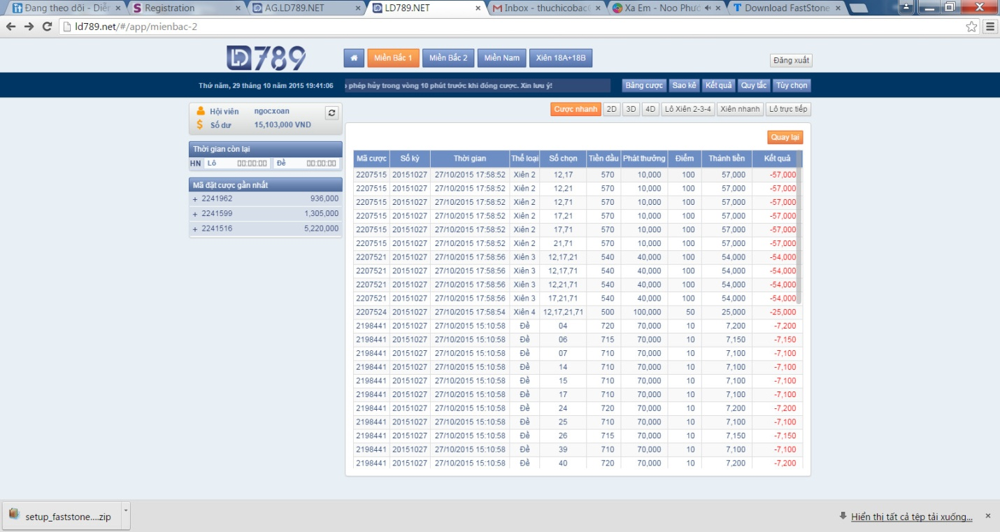 Đang theo dõi - Diễn
Registration
AG.LD789.NET
LD789.NET
Inbox - thuchicobac@
Xa Em - Noo Phướ
Download FastStone
ld789.net/#/app/mienbac-2
LD789
Miền Bắc 1 Miền Bắc 2 Miền Nam Xiên 18A+18B
Đăng xuất
Thứ năm, 29 tháng 10 năm 2015 19:41:06
phép hủy trong vòng 10 phút trước khi đóng cược. Xin lưu ý!
Bảng cược Sao kê Kết quả Quy tắc Tùy chọn
Hội viên ngocxoan
Số dư 15,103,000 VND
Thời gian còn lại
HN Lô 00:00:00 Đề 00:00:00
Mã đặt cược gần nhất
+ 2241962 936,000
+ 2241599 1,305,000
+ 2241516 5,220,000
Cược nhanh 2D 3D 4D Lô Xiên 2-3-4 Xiên nhanh Lô trực tiếp
Quay lại
Mã cược Số kỳ Thời gian Thể loại Số chọn Tiền đầu Phát thưởng Điểm Thành tiền Kết quả
2207515 20151027 27/10/2015 17:58:52 Xiên 2 12,17 570 10,000 100 57,000 -57,000
2207515 20151027 27/10/2015 17:58:52 Xiên 2 12,21 570 10,000 100 57,000 -57,000
2207515 20151027 27/10/2015 17:58:52 Xiên 2 12,71 570 10,000 100 57,000 -57,000
2207515 20151027 27/10/2015 17:58:52 Xiên 2 17,21 570 10,000 100 57,000 -57,000
2207515 20151027 27/10/2015 17:58:52 Xiên 2 17,71 570 10,000 100 57,000 -57,000
2207515 20151027 27/10/2015 17:58:52 Xiên 2 21,71 570 10,000 100 57,000 -57,000
2207521 20151027 27/10/2015 17:58:56 Xiên 3 12,17,21 540 40,000 100 54,000 -54,000
2207521 20151027 27/10/2015 17:58:56 Xiên 3 12,17,71 540 40,000 100 54,000 -54,000
2207521 20151027 27/10/2015 17:58:56 Xiên 3 12,21,71 540 40,000 100 54,000 -54,000
2207521 20151027 27/10/2015 17:58:56 Xiên 3 17,21,71 540 40,000 100 54,000 -54,000
2207524 20151027 27/10/2015 17:58:54 Xiên 4 12,17,21,71 500 100,000 50 25,000 -25,000
2198441 20151027 27/10/2015 15:10:58 Đề 04 720 70,000 10 7,200 -7,200
2198441 20151027 27/10/2015 15:10:58 Đề 06 715 70,000 10 7,150 -7,150
2198441 20151027 27/10/2015 15:10:58 Đề 07 710 70,000 10 7,100 -7,100
2198441 20151027 27/10/2015 15:10:58 Đề 14 710 70,000 10 7,100 -7,100
2198441 20151027 27/10/2015 15:10:58 Đề 15 710 70,000 10 7,100 -7,100
2198441 20151027 27/10/2015 15:10:58 Đề 17 710 70,000 10 7,100 -7,100
2198441 20151027 27/10/2015 15:10:58 Đề 24 720 70,000 10 7,200 -7,200
2198441 20151027 27/10/2015 15:10:58 Đề 25 710 70,000 10 7,100 -7,100
2198441 20151027 27/10/2015 15:10:58 Đề 26 715 70,000 10 7,150 -7,150
2198441 20151027 27/10/2015 15:10:58 Đề 39 710 70,000 10 7,100 -7,100
2198441 20151027 27/10/2015 15:10:58 Đề 40 720 70,000 10 7,200 -7,200
setup_faststone....zip
Hiển thị tất cả tệp tải xuống...